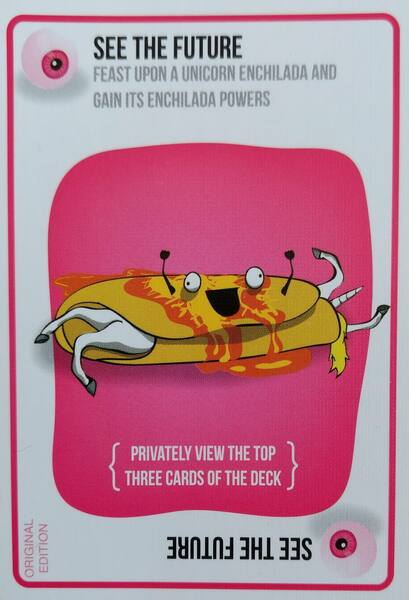 SEE THE FUTURE
FEAST UPON A UNICORN ENCHILADA AND
GAIN ITS ENCHILADA POWERS
PRIVATELY VIEW THE TOP
THREE CARDS OF THE DECK
SEE THE FUTURE
ORIGINAL
EDITION